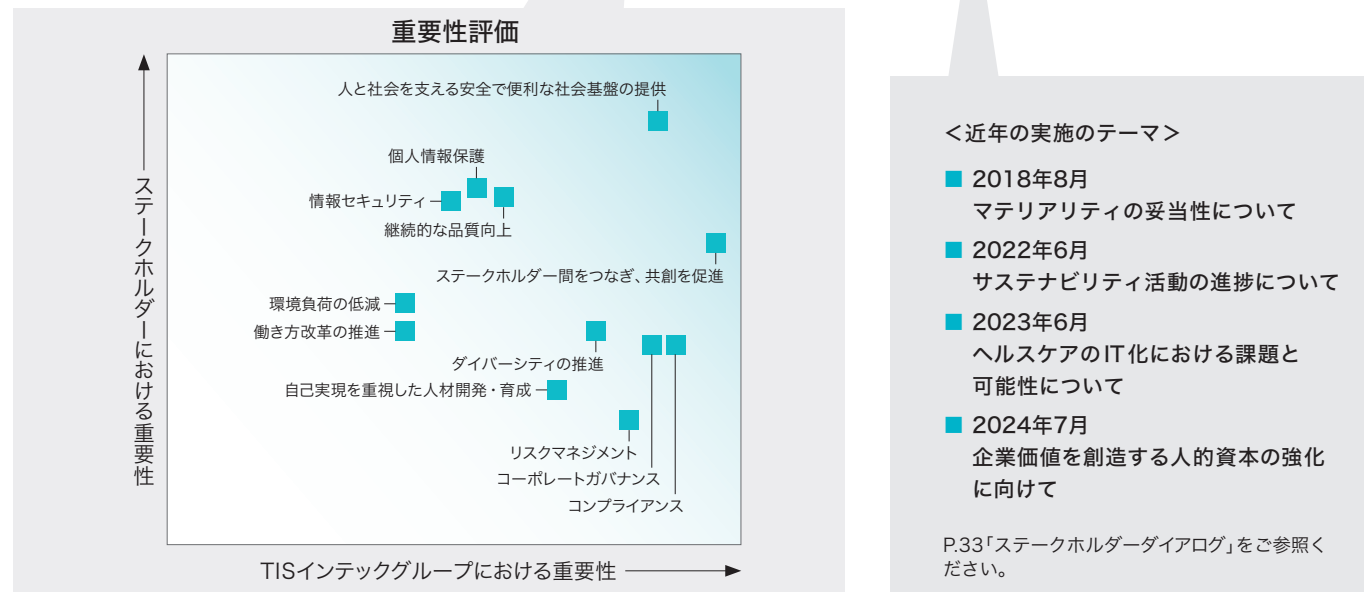 重要性評価
ステークホルダーにおける重要性
人と社会を支える安全で便利な社会基盤の提供
個人情報保護
情報セキュリティ
継続的な品質向上
ステークホルダー間をつなぎ、共創を促進
環境負荷の低減
働き方改革の推進
ダイバーシティの推進
自己実現を重視した人材開発・育成
リスクマネジメント
コーポレートガバナンス
コンプライアンス
TISインテックグループにおける重要性
＜近年の実施のテーマ＞
2018年8月
マテリアリティの妥当性について
2022年6月
サステナビリティ活動の進捗について
2023年6月
ヘルスケアのIT化における課題と
可能性について
2024年7月
企業価値を創造する人的資本の強化
に向けて
P.33「ステークホルダーダイアログ」をご参照く
ださい。